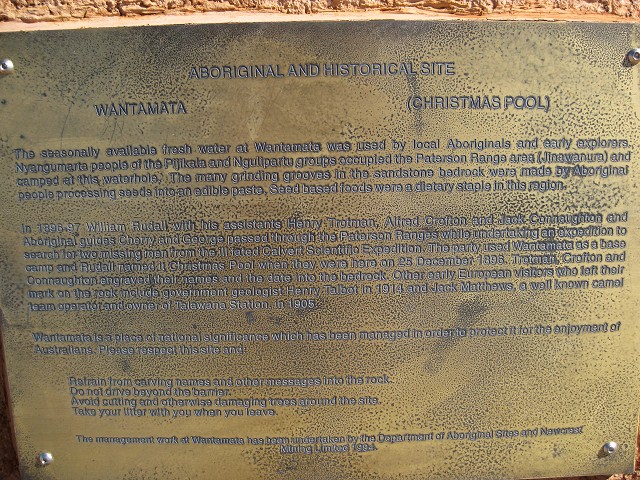 ABORIGINAL AND HISTORICAL SITE
WANTAMATA (CHRISTMAS POOL)
The seasonally available fresh water at Wantamata was used by local Aboriginals and early explorers.
Nyangumarta people of the Pijikala and Ngulipartu groups occupied the Paterson Range area (Jinawanura) and
camped at this waterhole. The many grinding grooves in the sandstone bedrock were made by Aboriginal
people processing seeds into an edible paste. Seed based foods were a dietary staple in this region.
In 1896-97 William Rudall with his assistants Henry Trotman, Alfred Crofton and Jack Connaughton and
Aboriginal guides Cherry and George passed through the Paterson Ranges while undertaking an expedition to
search for two missing men from the ill fated Calvert Scientific Expedition. The party used Wantamata as a base
camp and Rudall named it Christmas Pool when they were here on 25 December 1896. Trotman, Crofton and
Connaughton engraved their names and the date into the bedrock. Other early European visitors who left their
mark on the rock include government geologist Henry Talbot in 1914 and Jack Matthews, a well known camel
team operator and owner of Talawana Station, in 1905.
Wantamata is a place of national significance which has been managed in order to protect it for the enjoyment of
Australians. Please respect this site and:
Refrain from carving names and other messages into the rock.
Do not drive beyond the barrier.
Avoid cutting and otherwise damaging trees around the site.
Take your litter with you when you leave.
The management work at Wantamata has been undertaken by the Department of Aboriginal Sites and Newcrest
Mining Limited 1994.